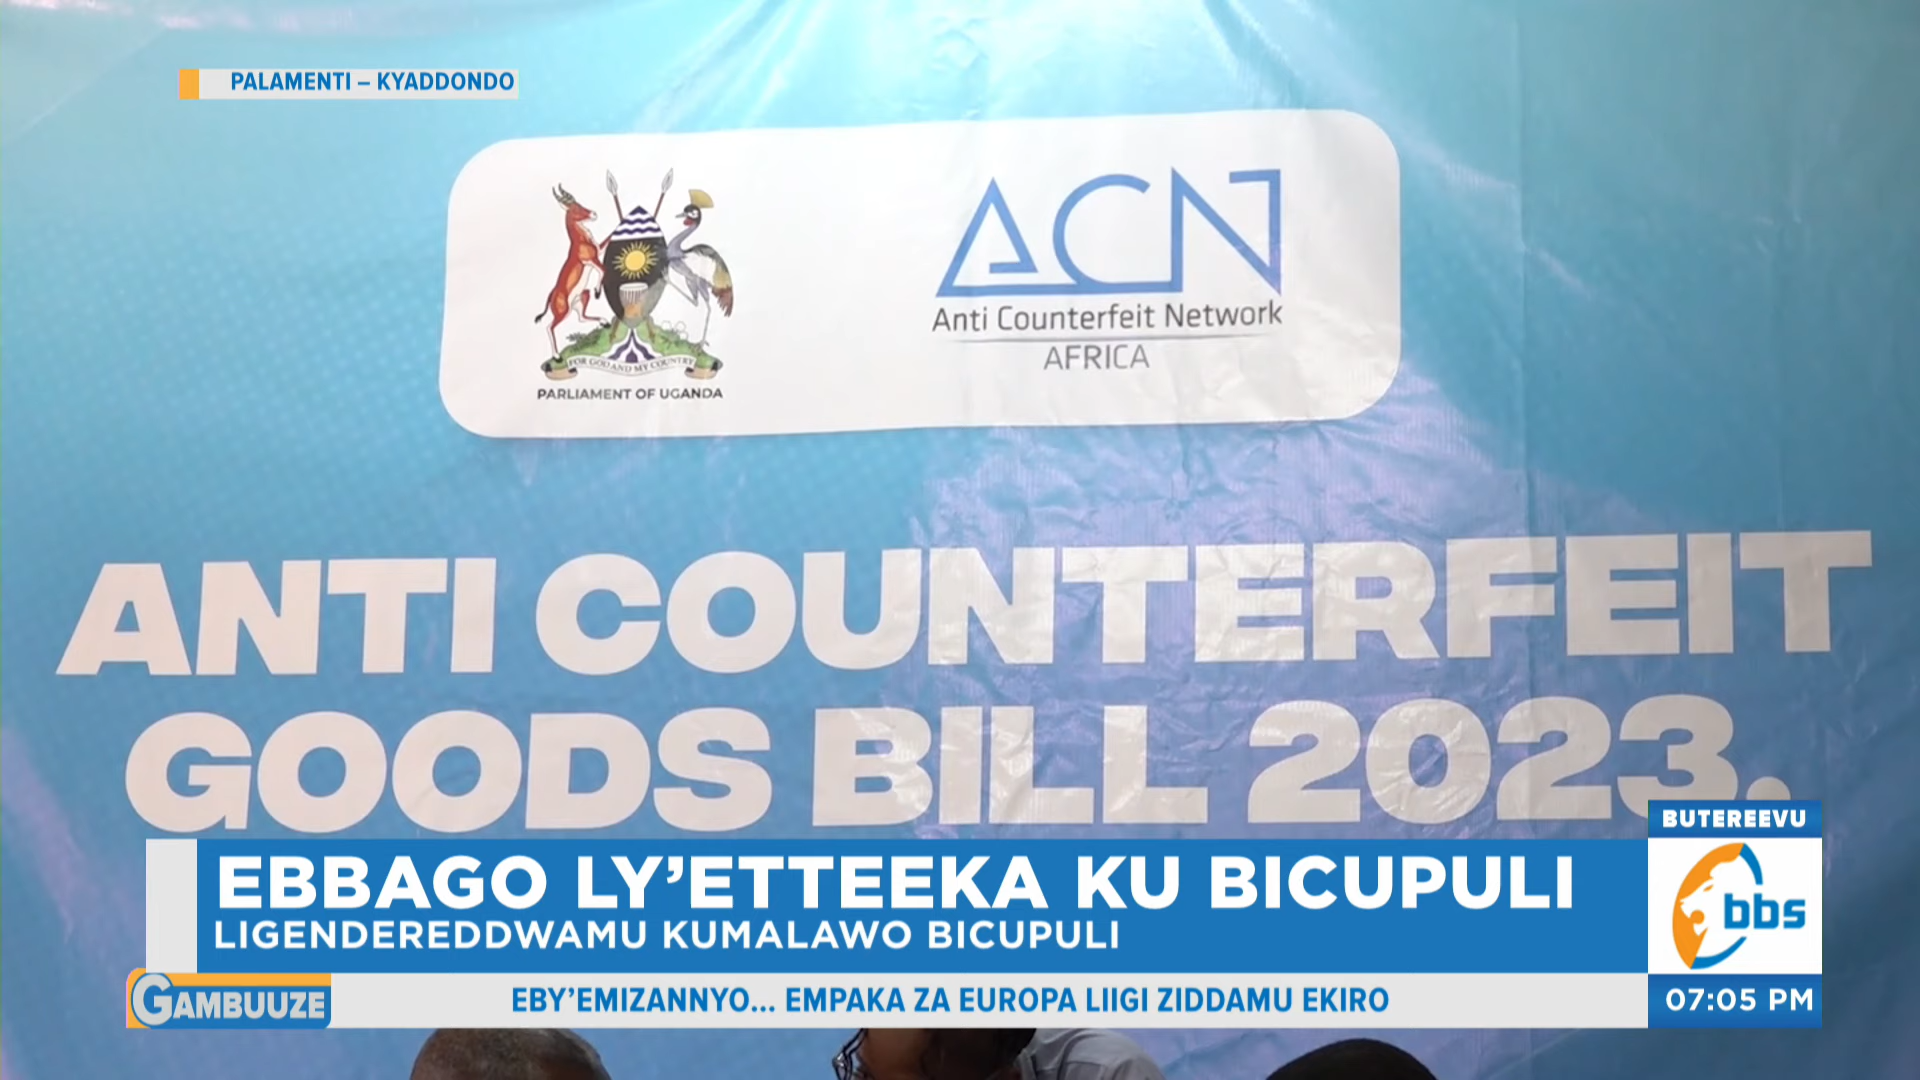 PALAMENTI – KYADDONDO
FOR GOD AND MY COUNTRY
PARLIAMENT OF UGANDA
ACN
Anti Counterfeit Network
AFRICA
ANTI COUNTERFEIT
GOODS BILL 2023.
BUTEREEVU
EBBAGO LY’ETTEEKA KU BICUPULI
LIGENDEREDDWAMU KUMALAWO BICUPULI
bbs
GAMBUUZE
EBY’EMIZANNYO... EMPAKA ZA EUROPA LIIGI ZIDDAMU EKIRO
07:05 PM